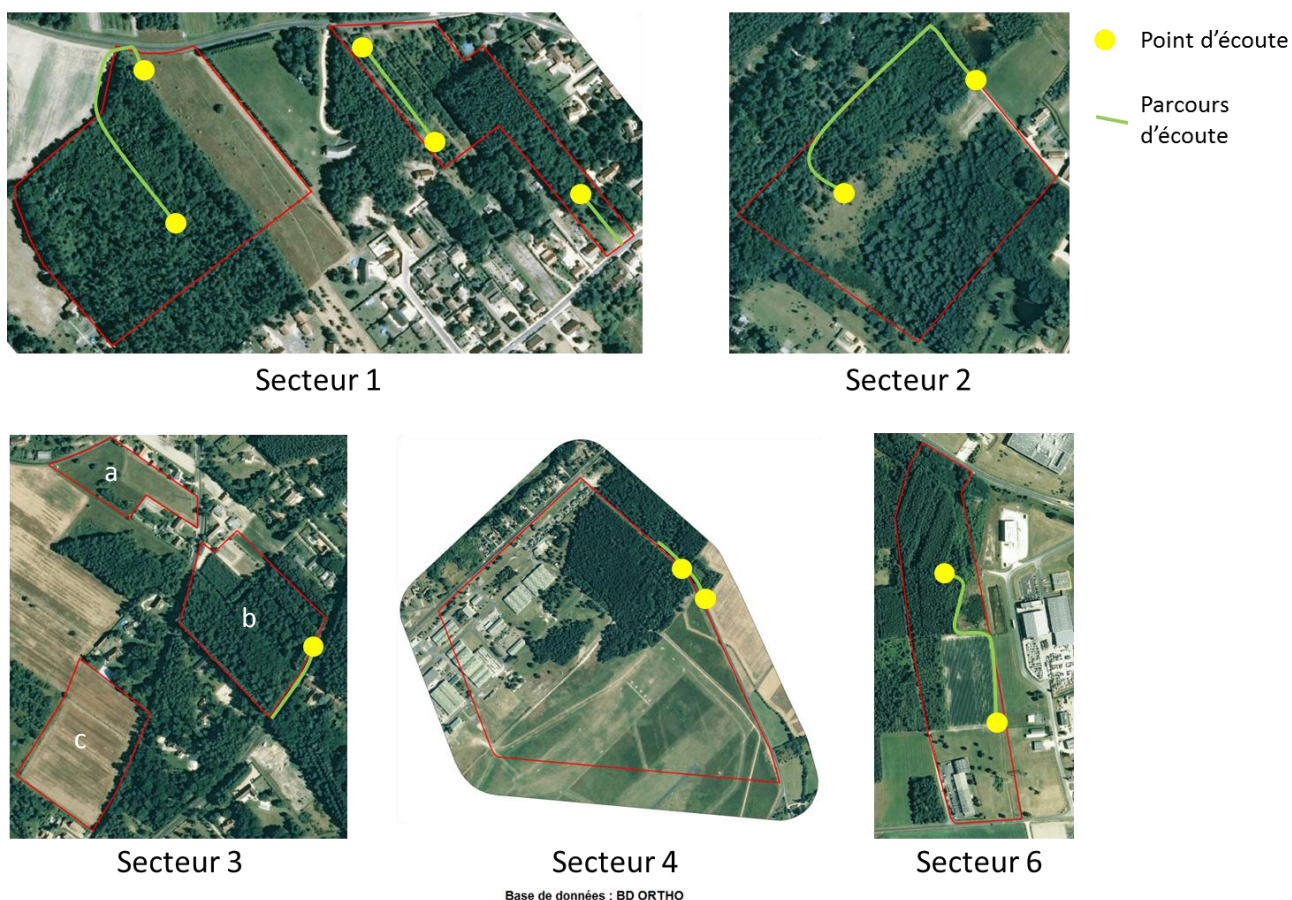 Point d'écoute
Parcours
d'écoute
Secteur 1
Secteur 2
a
b
c
Secteur 3
Secteur 4
Secteur 6
Base de données : BD ORTHO